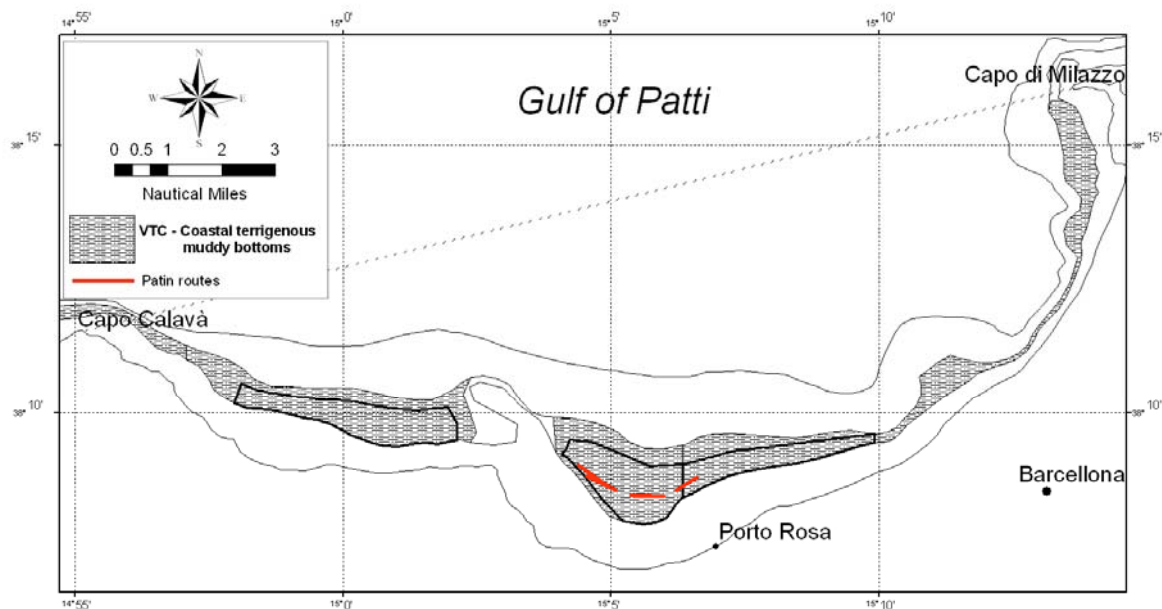 14° 55' 15° 0' 15° 5' 15° 10'
N
W E
S
0 0.5 1 2 3
Nautical Miles
VTC - Coastal terrigenous
muddy bottoms
Patin routes
Gulf of Patti
Capo di Milazzo
38° 15' 38° 15'
Capo Calavà
38° 10' 38° 10'
Barcellona
Porto Rosa
14° 55' 15° 0' 15° 5' 15° 10'